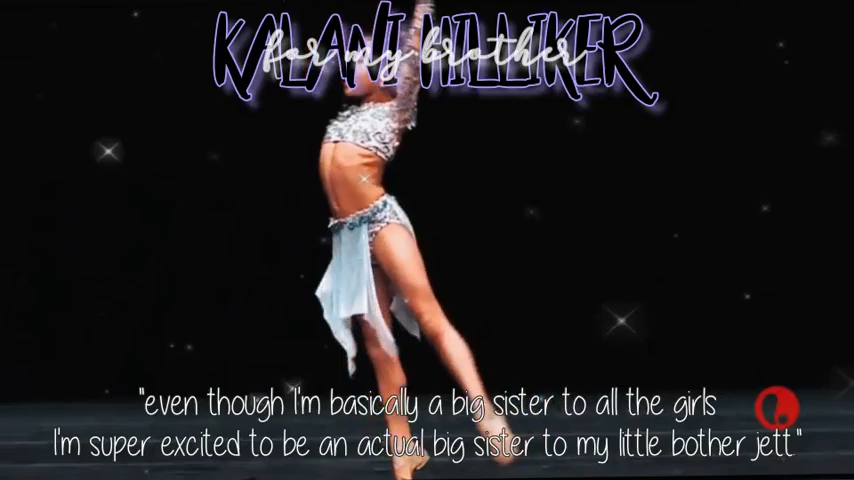 KALANI HILLIKER
for my brother
"even though I'm basically a big sister to all the girls
I'm super excited to be an actual big sister to my little bother jett."